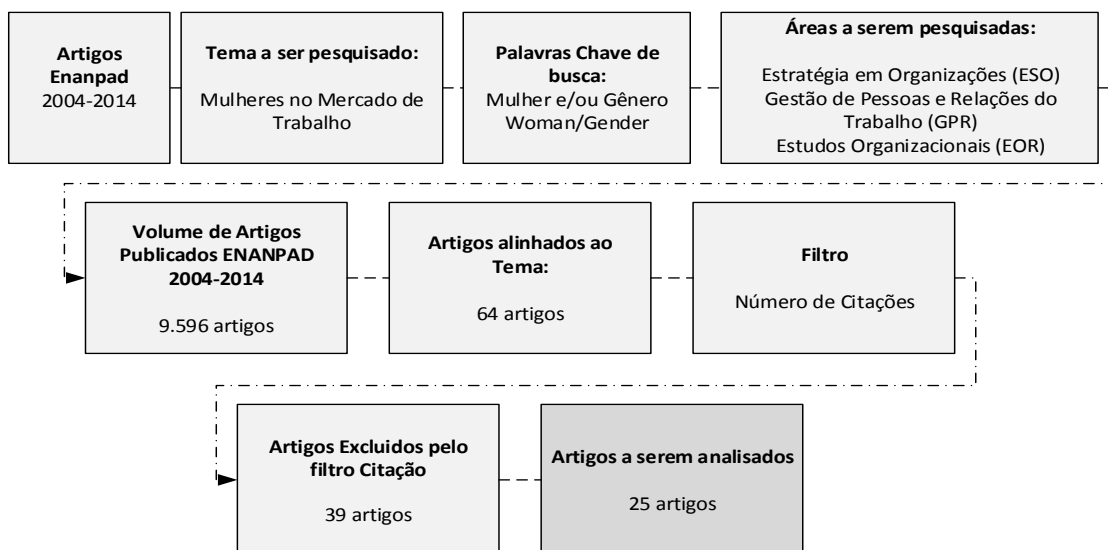 Artigos
Enanpad
2004-2014
Tema a ser pesquisado:
Mulheres no Mercado de
Trabalho
Palavras Chave de
busca:
Mulher e/ou Gênero
Woman/Gender
Áreas a serem pesquisadas:
Estratégia em Organizações (ESO)
Gestão de Pessoas e Relações do
Trabalho (GPR)
Estudos Organizacionais (EOR)
Volume de Artigos
Publicados ENANPAD
2004-2014
9.596 artigos
Artigos alinhados ao
Tema:
64 artigos
Filtro
Número de Citações
Artigos Excluidos pelo
filtro Citação
39 artigos
Artigos a serem analisados
25 artigos